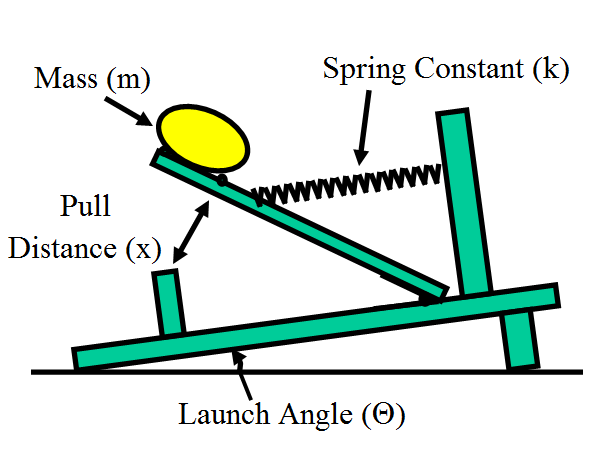 Mass (m)
Spring Constant (k)
Pull
Distance (x)
Launch Angle (Θ)